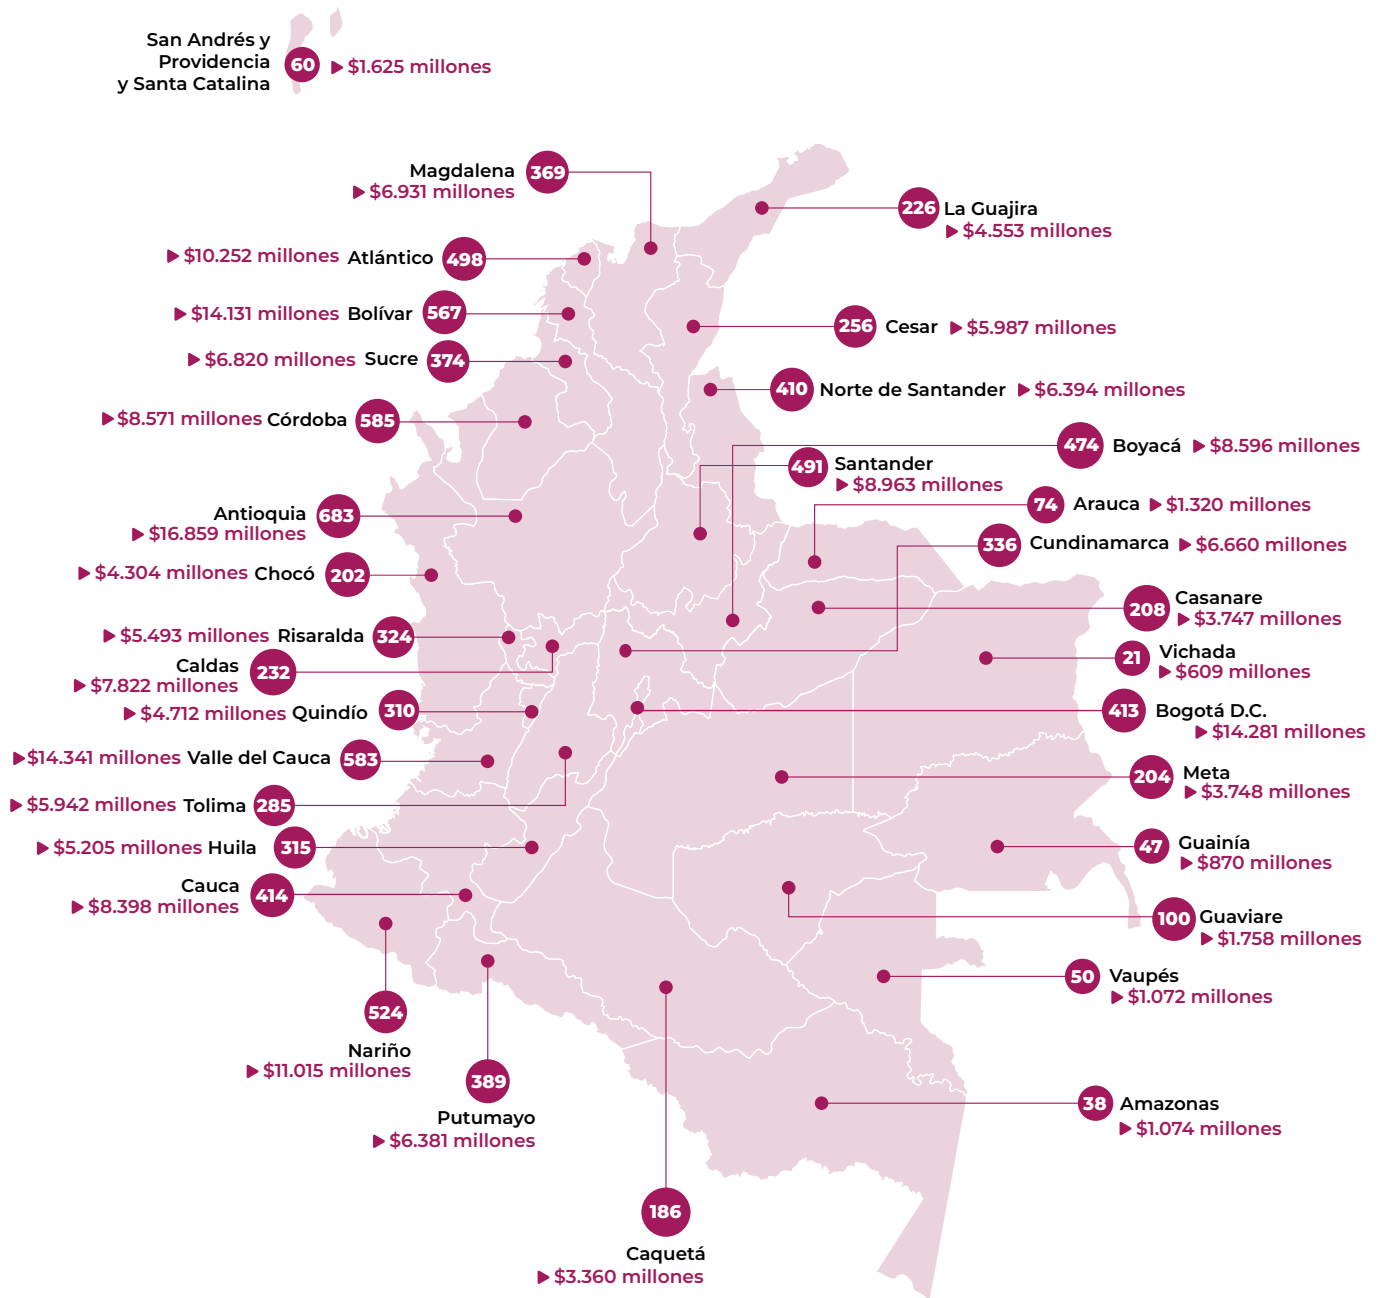 San Andrés y
Providencia
y Santa Catalina
60
$1.625 millones
Magdalena
369
$6.931 millones
226
La Guajira
$4.553 millones
$10.252 millones Atlántico 498
$14.131 millones Bolívar 567
256 Cesar $5.987 millones
$6.820 millones Sucre 374
410 Norte de Santander $6.394 millones
$8.571 millones Córdoba 585
474 Boyacá $8.596 millones
491 Santander
$8.963 millones
74 Arauca $1.320 millones
Antioquia 683
$16.859 millones
336 Cundinamarca $6.660 millones
$4.304 millones Chocó 202
208 Casanare
$3.747 millones
$5.493 millones Risaralda 324
21 Vichada
$609 millones
Caldas 232
$7.822 millones
$4.712 millones Quindío 310
413 Bogotá D.C.
$14.281 millones
$14.341 millones Valle del Cauca 583
204 Meta
$3.748 millones
$5.942 millones Tolima 285
$5.205 millones Huila 315
47 Guainía
$870 millones
Cauca 414
$8.398 millones
100 Guaviare
$1.758 millones
50 Vaupés
$1.072 millones
524
Nariño
$11.015 millones
389
Putumayo
$6.381 millones
38 Amazonas
$1.074 millones
186
Caquetá
$3.360 millones